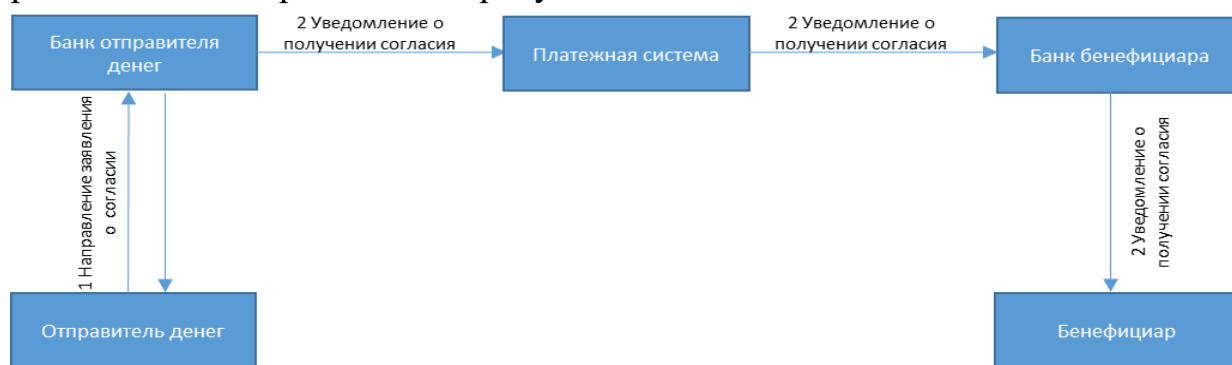 Банк отправителя
денег
2 Уведомление о
получении согласия
Платежная система
2 Уведомление о
получении согласия
Банк бенефициара
1 Направление заявления
о согласии
2 Уведомление о
получении согласия
Отправитель денег
Бенефициар